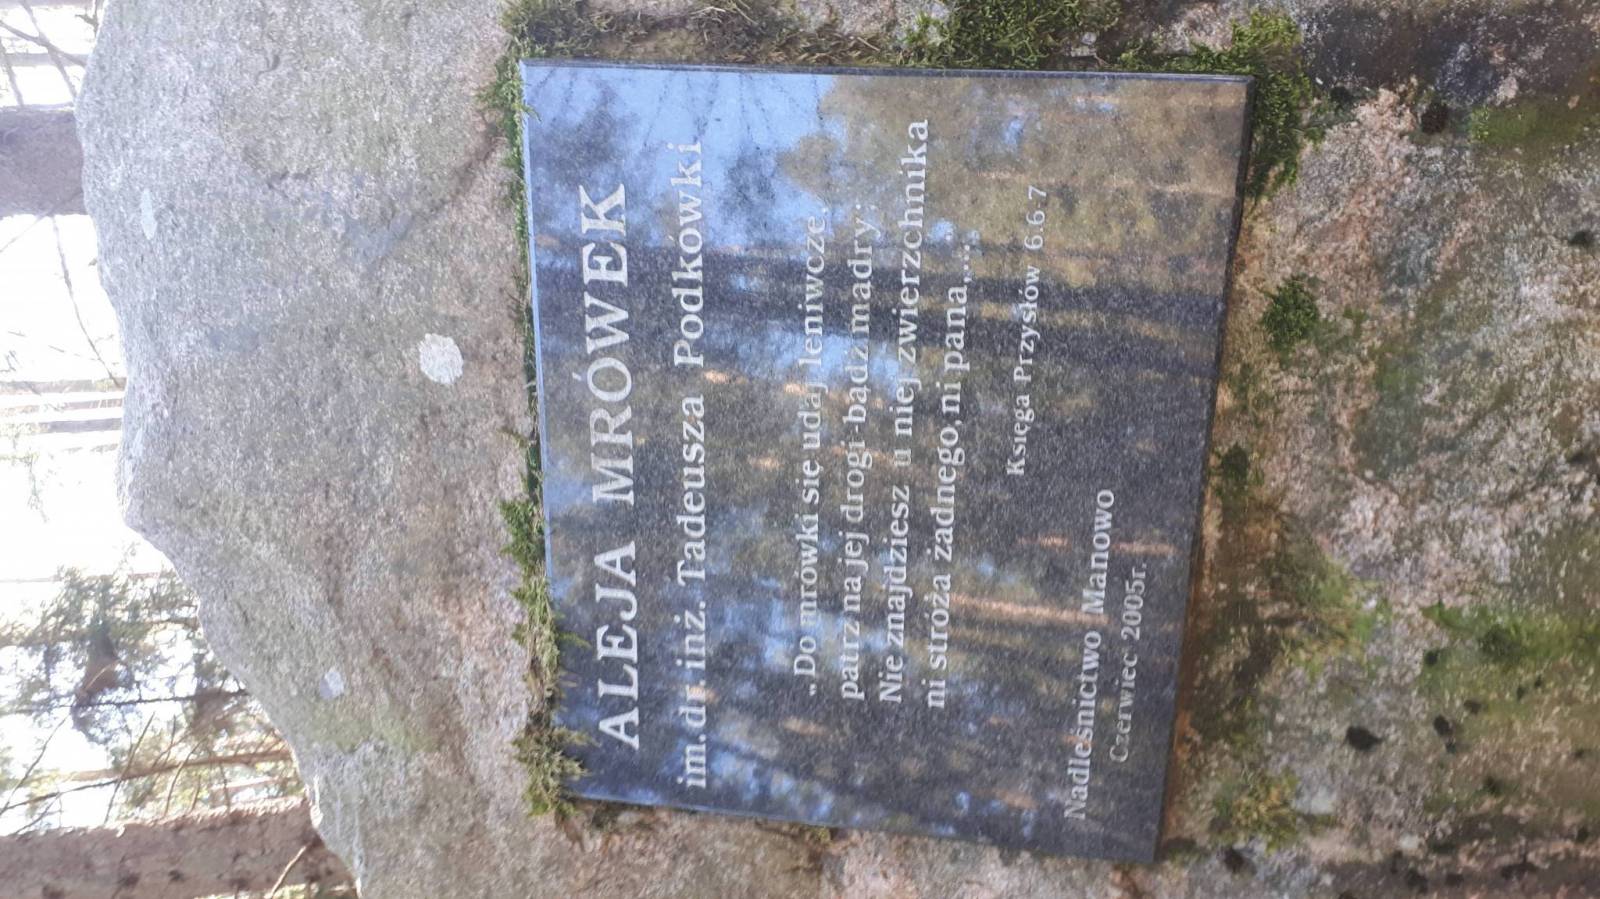 ALEJA MRÓWEK
im.dr.inż. Tadeusza Podkówki
„Do mrówki się udaj leniwcze,
patrz na jej drogi-bądź mądry:
Nie znajdziesz u niej zwierzchnika
ni stróża żadnego, ni pana,...
Księga Przysłów 6.6 7
Nadleśnictwo Manowo
Czerwiec 2005r.